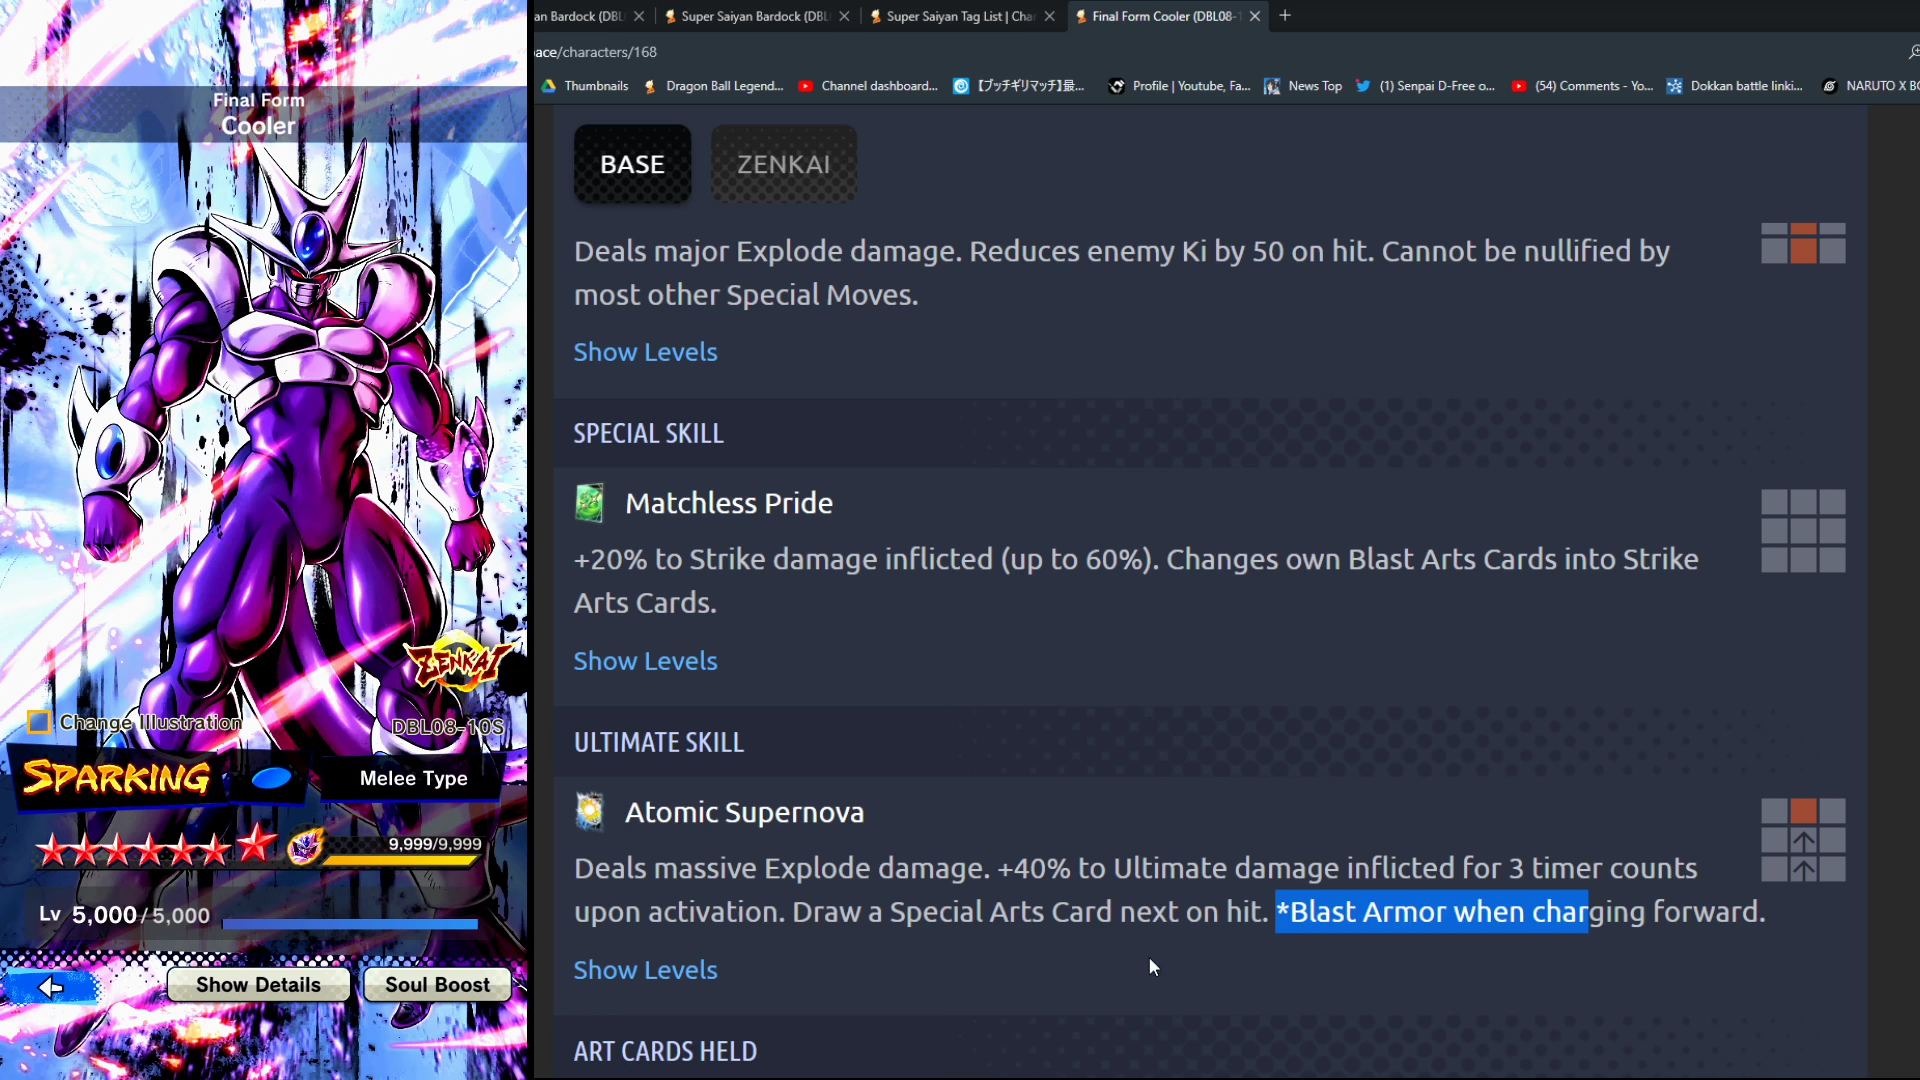 Final Form
Cooler
Change Illustration
DBL08-10S
ZENKAI
SPARKING
Melee Type
9,999/9,999
Lv 5,000/5,000
Show Details
Soul Boost
an Bardock (DBL
Super Saiyan Bardock (DBL
Super Saiyan Tag List | Cha
Final Form Cooler (DBL08-1
ace/characters/168
Thumbnails
Dragon Ball Legend...
Channel dashboard...
【ブッチギリマッチ】最...
Profile | Youtube, Fa...
News Top
(1) Senpai D-Free o...
(54) Comments - Yo...
Dokkan battle linki...
NARUTO X BO
BASE
ZENKAI
Deals major Explode damage. Reduces enemy Ki by 50 on hit. Cannot be nullified by
most other Special Moves.
Show Levels
SPECIAL SKILL
Matchless Pride
+20% to Strike damage inflicted (up to 60%). Changes own Blast Arts Cards into Strike
Arts Cards.
Show Levels
ULTIMATE SKILL
Atomic Supernova
Deals massive Explode damage. +40% to Ultimate damage inflicted for 3 timer counts
upon activation. Draw a Special Arts Card next on hit. *Blast Armor when charging forward.
Show Levels
ART CARDS HELD